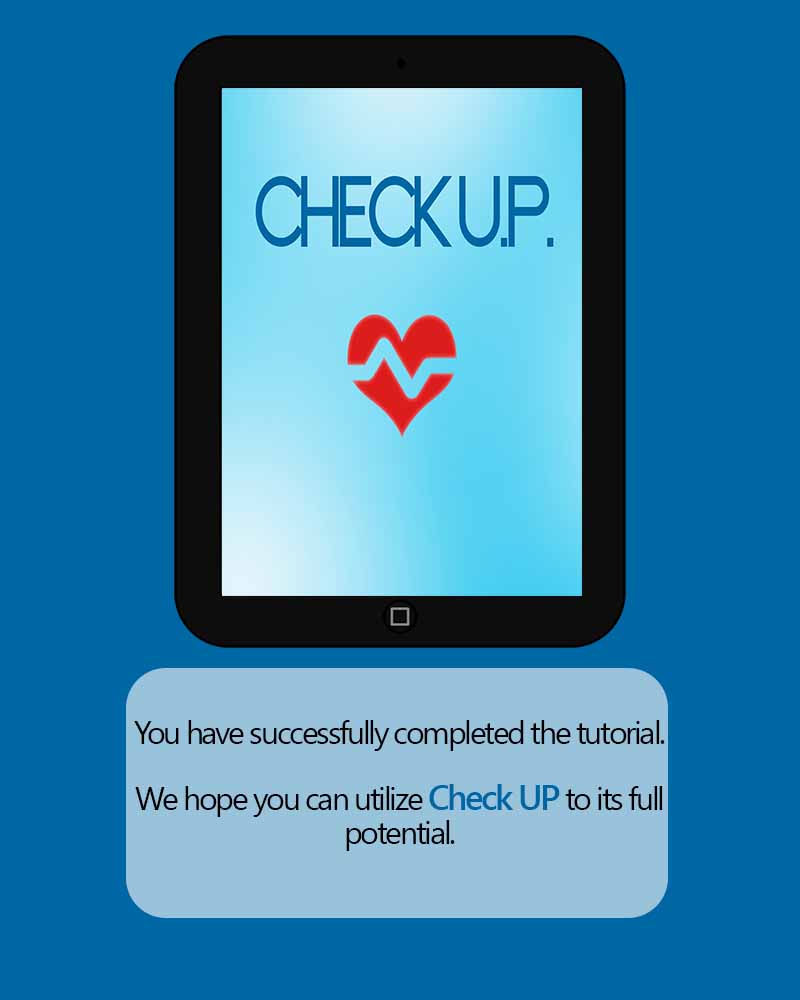 CHECK U.P.
You have successfully completed the tutorial.
We hope you can utilize Check UP to its full
potential.